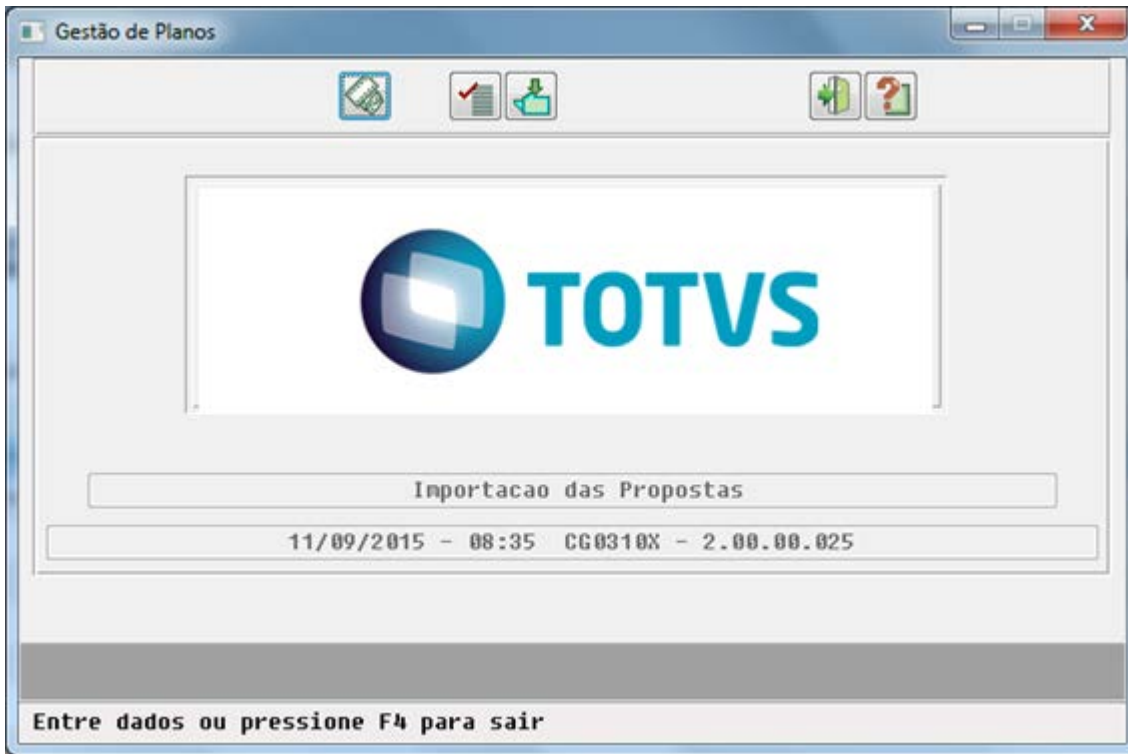 Gestão de Planos
TOTVS
Importacao das Propostas
11/09/2015 - 08:35 CG0310X - 2.00.00.025
Entre dados ou pressione F4 para sair